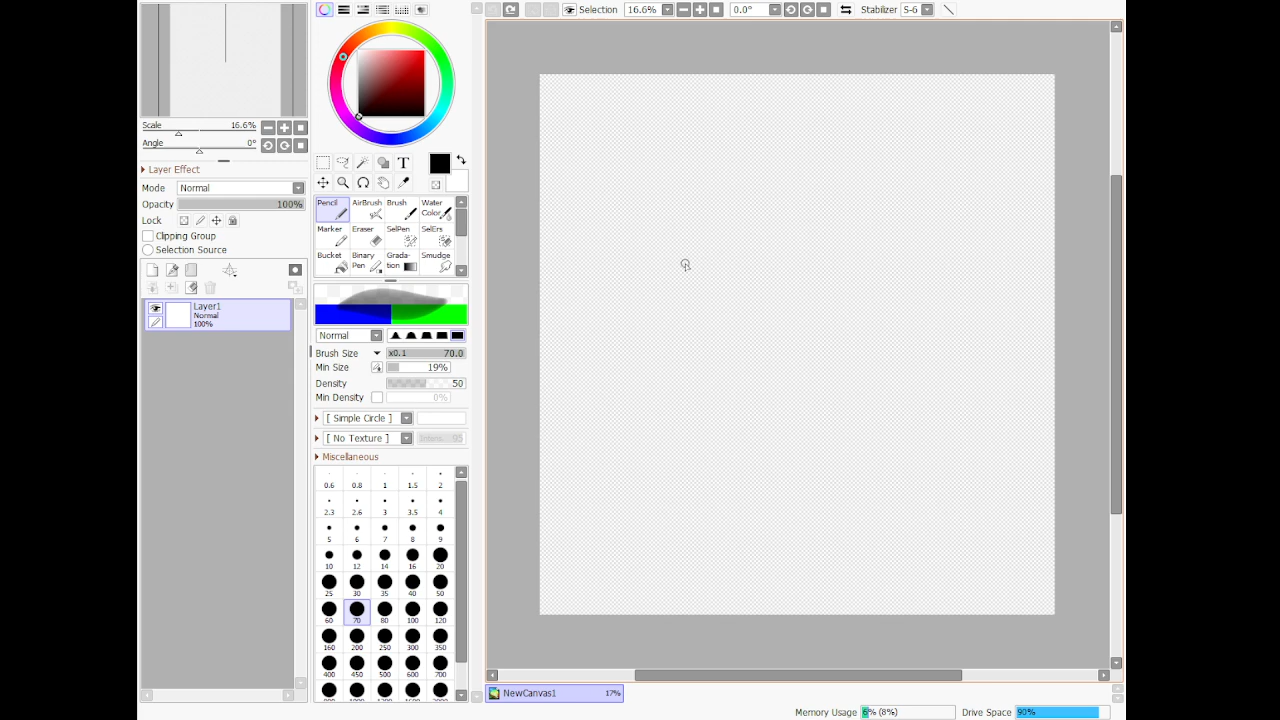 Selection 16.6% 0.0° Stabilizer S-6
Scale 16.6%
Angle 0°
Layer Effect
Mode Normal
Opacity 100%
Lock
Clipping Group
Selection Source
Layer1
Normal
100%
T
Pencil AirBrush Brush Water Color
Marker Eraser SelPen SelErs
Bucket Binary Pen Grada-tion Smudge
Normal
Brush Size x0.1 70.0
Min Size 19%
Density 50
Min Density 0%
[ Simple Circle ]
[ No Texture ] Intens. 95
Miscellaneous
0.6 0.8 1 1.5 2
2.3 2.6 3 3.5 4
5 6 7 8 9
10 12 14 16 20
25 30 35 40 50
60 70 80 100 120
160 200 250 300 350
400 450 500 600 700
NewCanvas1 17%
Memory Usage 6% (8%) Drive Space 90%